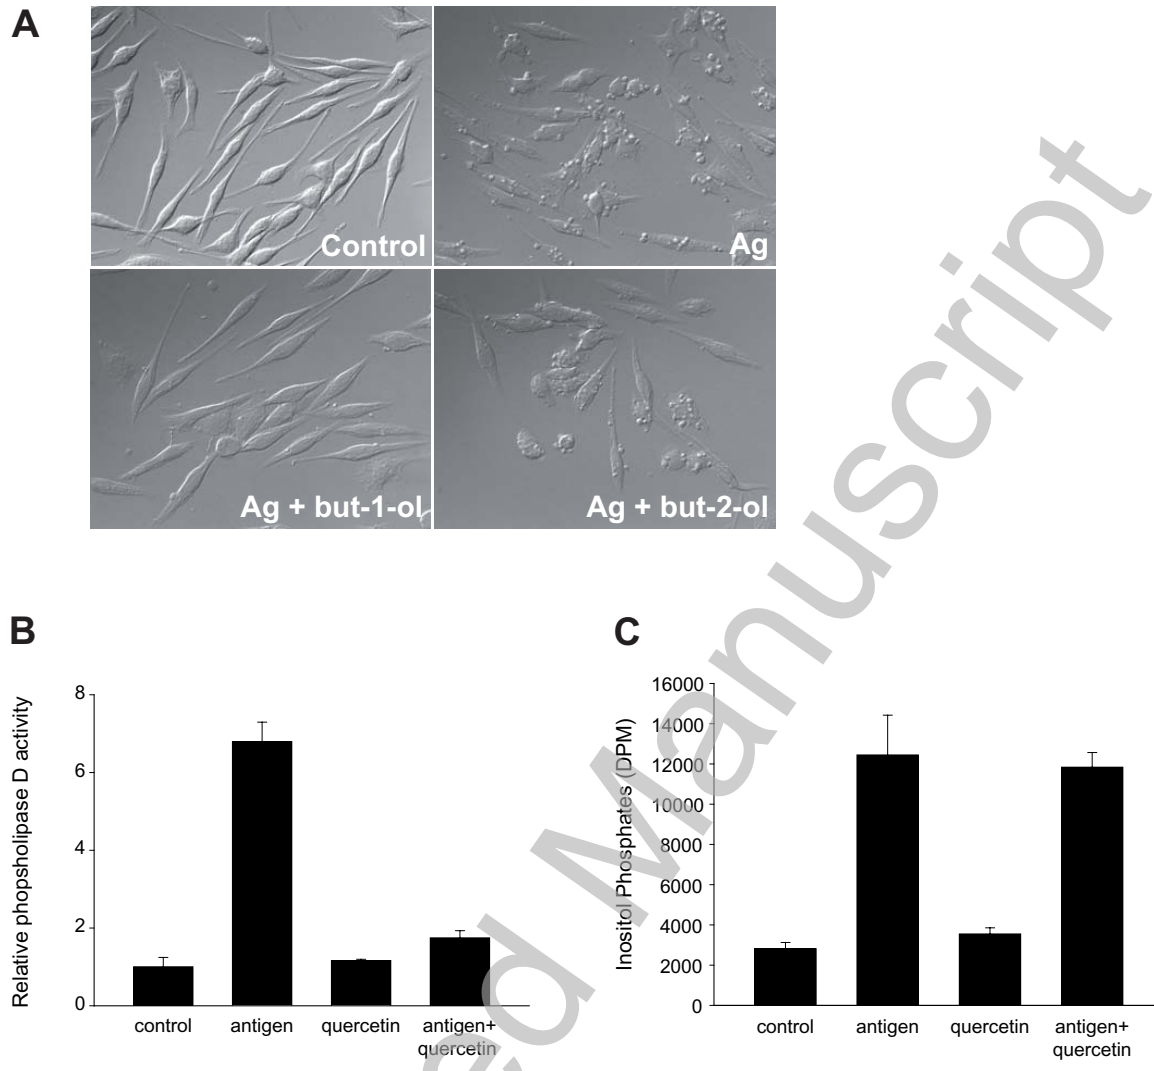 A
Control
Ag
Ag + but-1-ol
Ag + but-2-ol
B
Relative phopsholipase D activity
8
6
4
2
0
control
antigen
quercetin
antigen+
quercetin
C
Inositol Phosphates (DPM)
16000
14000
12000
10000
8000
6000
4000
2000
0
control
antigen
quercetin
antigen+
quercetin
ed Manuscript